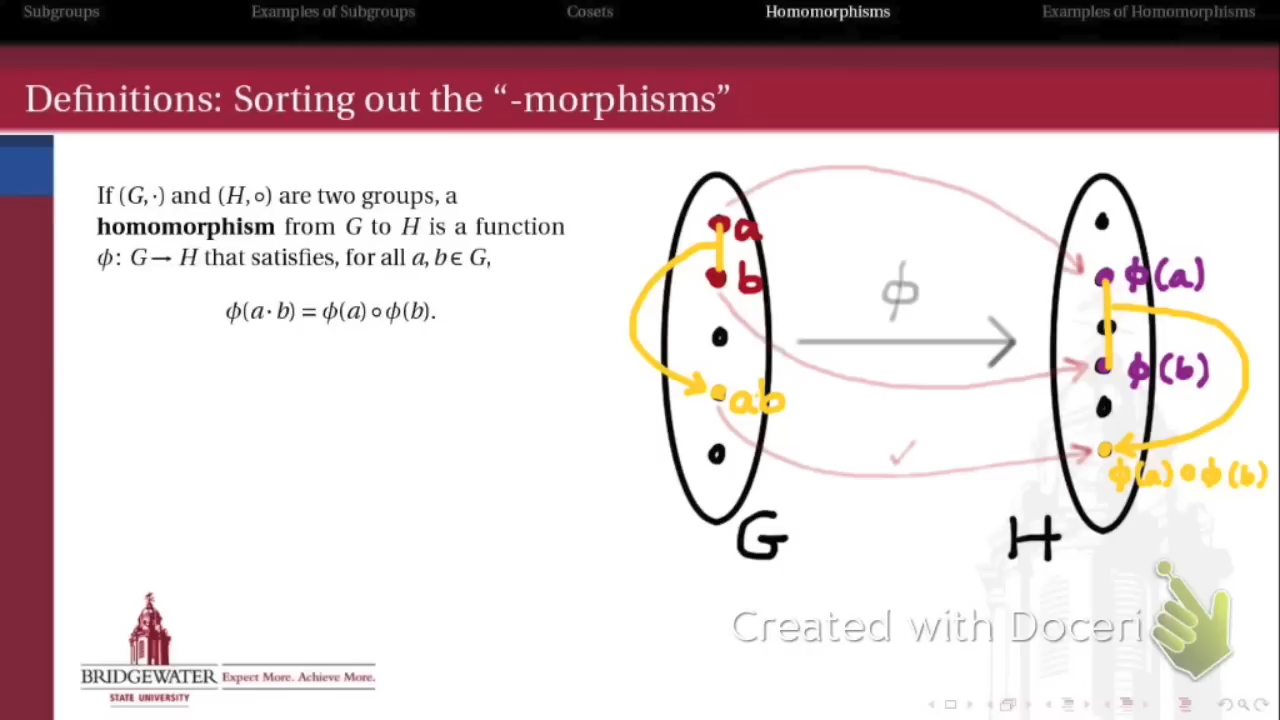 Subgroups Examples of Subgroups Cosets Homomorphisms Examples of Homomorphisms
Definitions: Sorting out the “-morphisms”
If (G, ·) and (H, ∘) are two groups, a
homomorphism from G to H is a function
ϕ: G → H that satisfies, for all a, b ∈ G,
ϕ(a · b) = ϕ(a) ∘ ϕ(b).
a
b
a·b
G
ϕ
ϕ(a)
ϕ(b)
ϕ(a) ∘ ϕ(b)
H
Created with Doceri
BRIDGEWATER
STATE UNIVERSITY
Expect More. Achieve More.